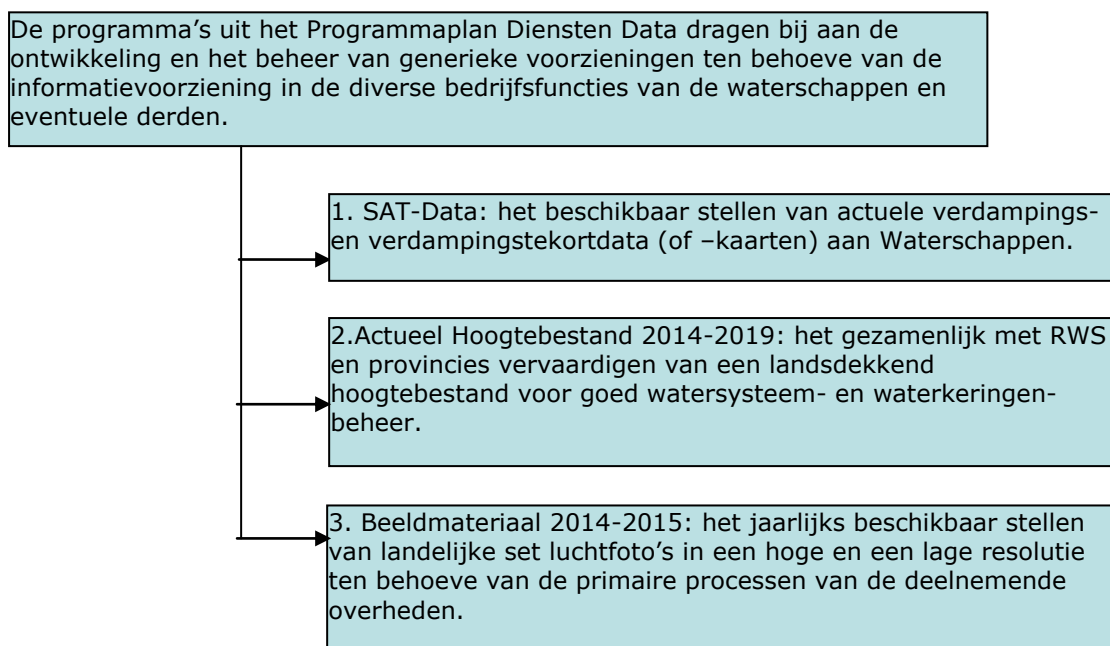 De programma’s uit het Programmaplan Diensten Data dragen bij aan de
ontwikkeling en het beheer van generieke voorzieningen ten behoeve van de
informatievoorziening in de diverse bedrijfsfuncties van de waterschappen en
eventuele derden.
1. SAT-Data: het beschikbaar stellen van actuele verdampings-
en verdampingstekortdata (of –kaarten) aan Waterschappen.
2.Actueel Hoogtebestand 2014-2019: het gezamenlijk met RWS
en provincies vervaardigen van een landsdekkend
hoogtebestand voor goed watersysteem- en waterkeringen-
beheer.
3. Beeldmateriaal 2014-2015: het jaarlijks beschikbaar stellen
van landelijke set luchtfoto’s in een hoge en een lage resolutie
ten behoeve van de primaire processen van de deelnemende
overheden.